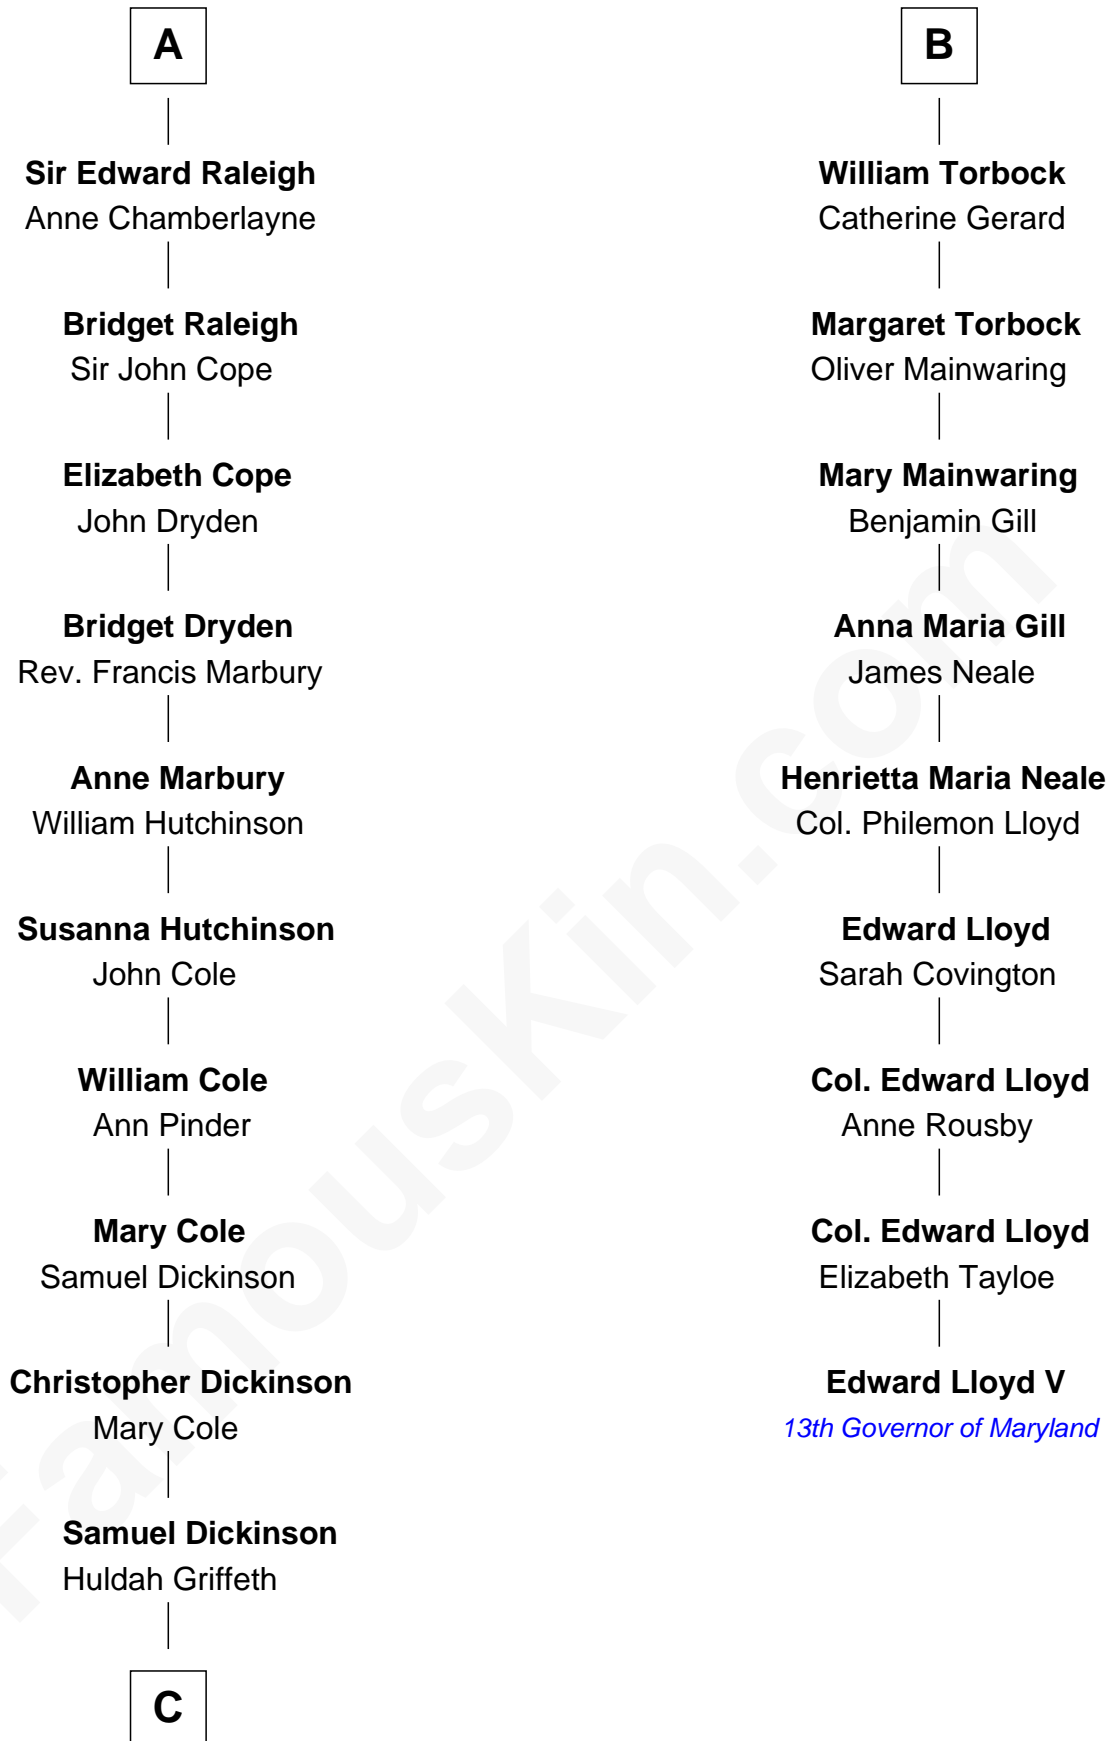 A
Sir Edward Raleigh
Anne Chamberlayne
Bridget Raleigh
Sir John Cope
Elizabeth Cope
John Dryden
Bridget Dryden
Rev. Francis Marbury
Anne Marbury
William Hutchinson
Susanna Hutchinson
John Cole
William Cole
Ann Pinder
Mary Cole
Samuel Dickinson
Christopher Dickinson
Mary Cole
Samuel Dickinson
Huldah Griffeth
C
B
William Torbock
Catherine Gerard
Margaret Torbock
Oliver Mainwaring
Mary Mainwaring
Benjamin Gill
Anna Maria Gill
James Neale
Henrietta Maria Neale
Col. Philemon Lloyd
Edward Lloyd
Sarah Covington
Col. Edward Lloyd
Anne Rousby
Col. Edward Lloyd
Elizabeth Tayloe
Edward Lloyd V
13th Governor of Maryland
FamousKin.com